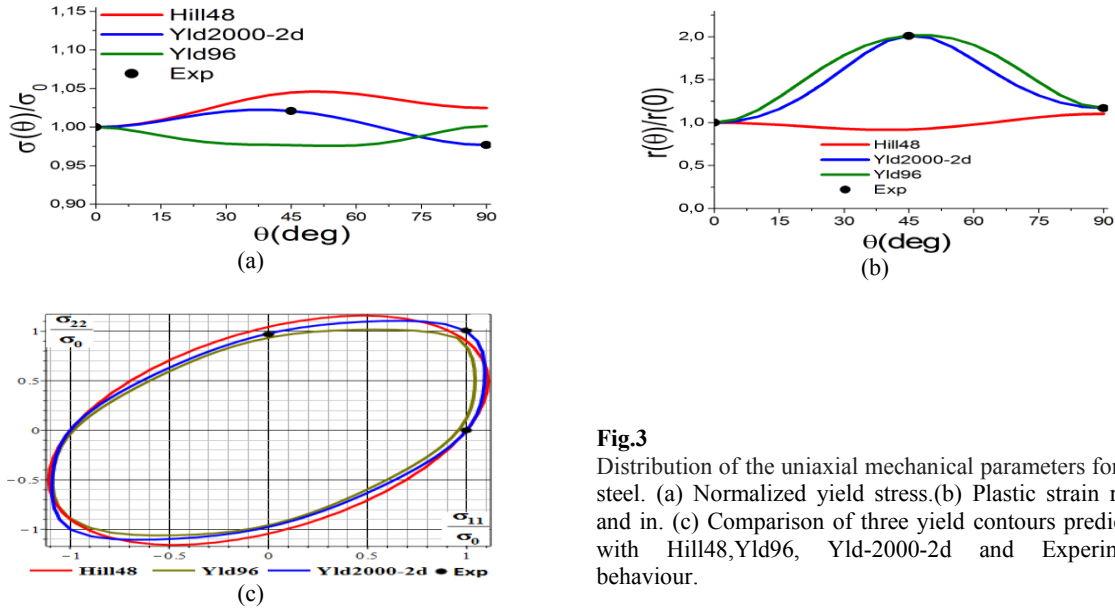 1,15
1,10
1,05
1,00
0,95
0,90
σ(θ)/σ0
Hill48
Yld2000-2d
Yld96
Exp
0 15 30 45 60 75 90
Θ(deg)
(a)
2,0
1,5
1,0
0,5
0,0
r(θ)/r(0)
Hill48
Yld2000-2d
Yld96
Exp
0 30 60 90
Θ(deg)
(b)
σ22
σ0
1
0.5
0
−0.5
−1
σ11
σ0
−1 −0.5 0 0.5 1
Hill48 Yld96 Yld2000-2d Exp
(c)
Fig.3
Distribution of the uniaxial mechanical parameters for
steel. (a) Normalized yield stress.(b) Plastic strain
and in. (c) Comparison of three yield contours
with Hill48,Yld96, Yld-2000-2d and
behaviour.